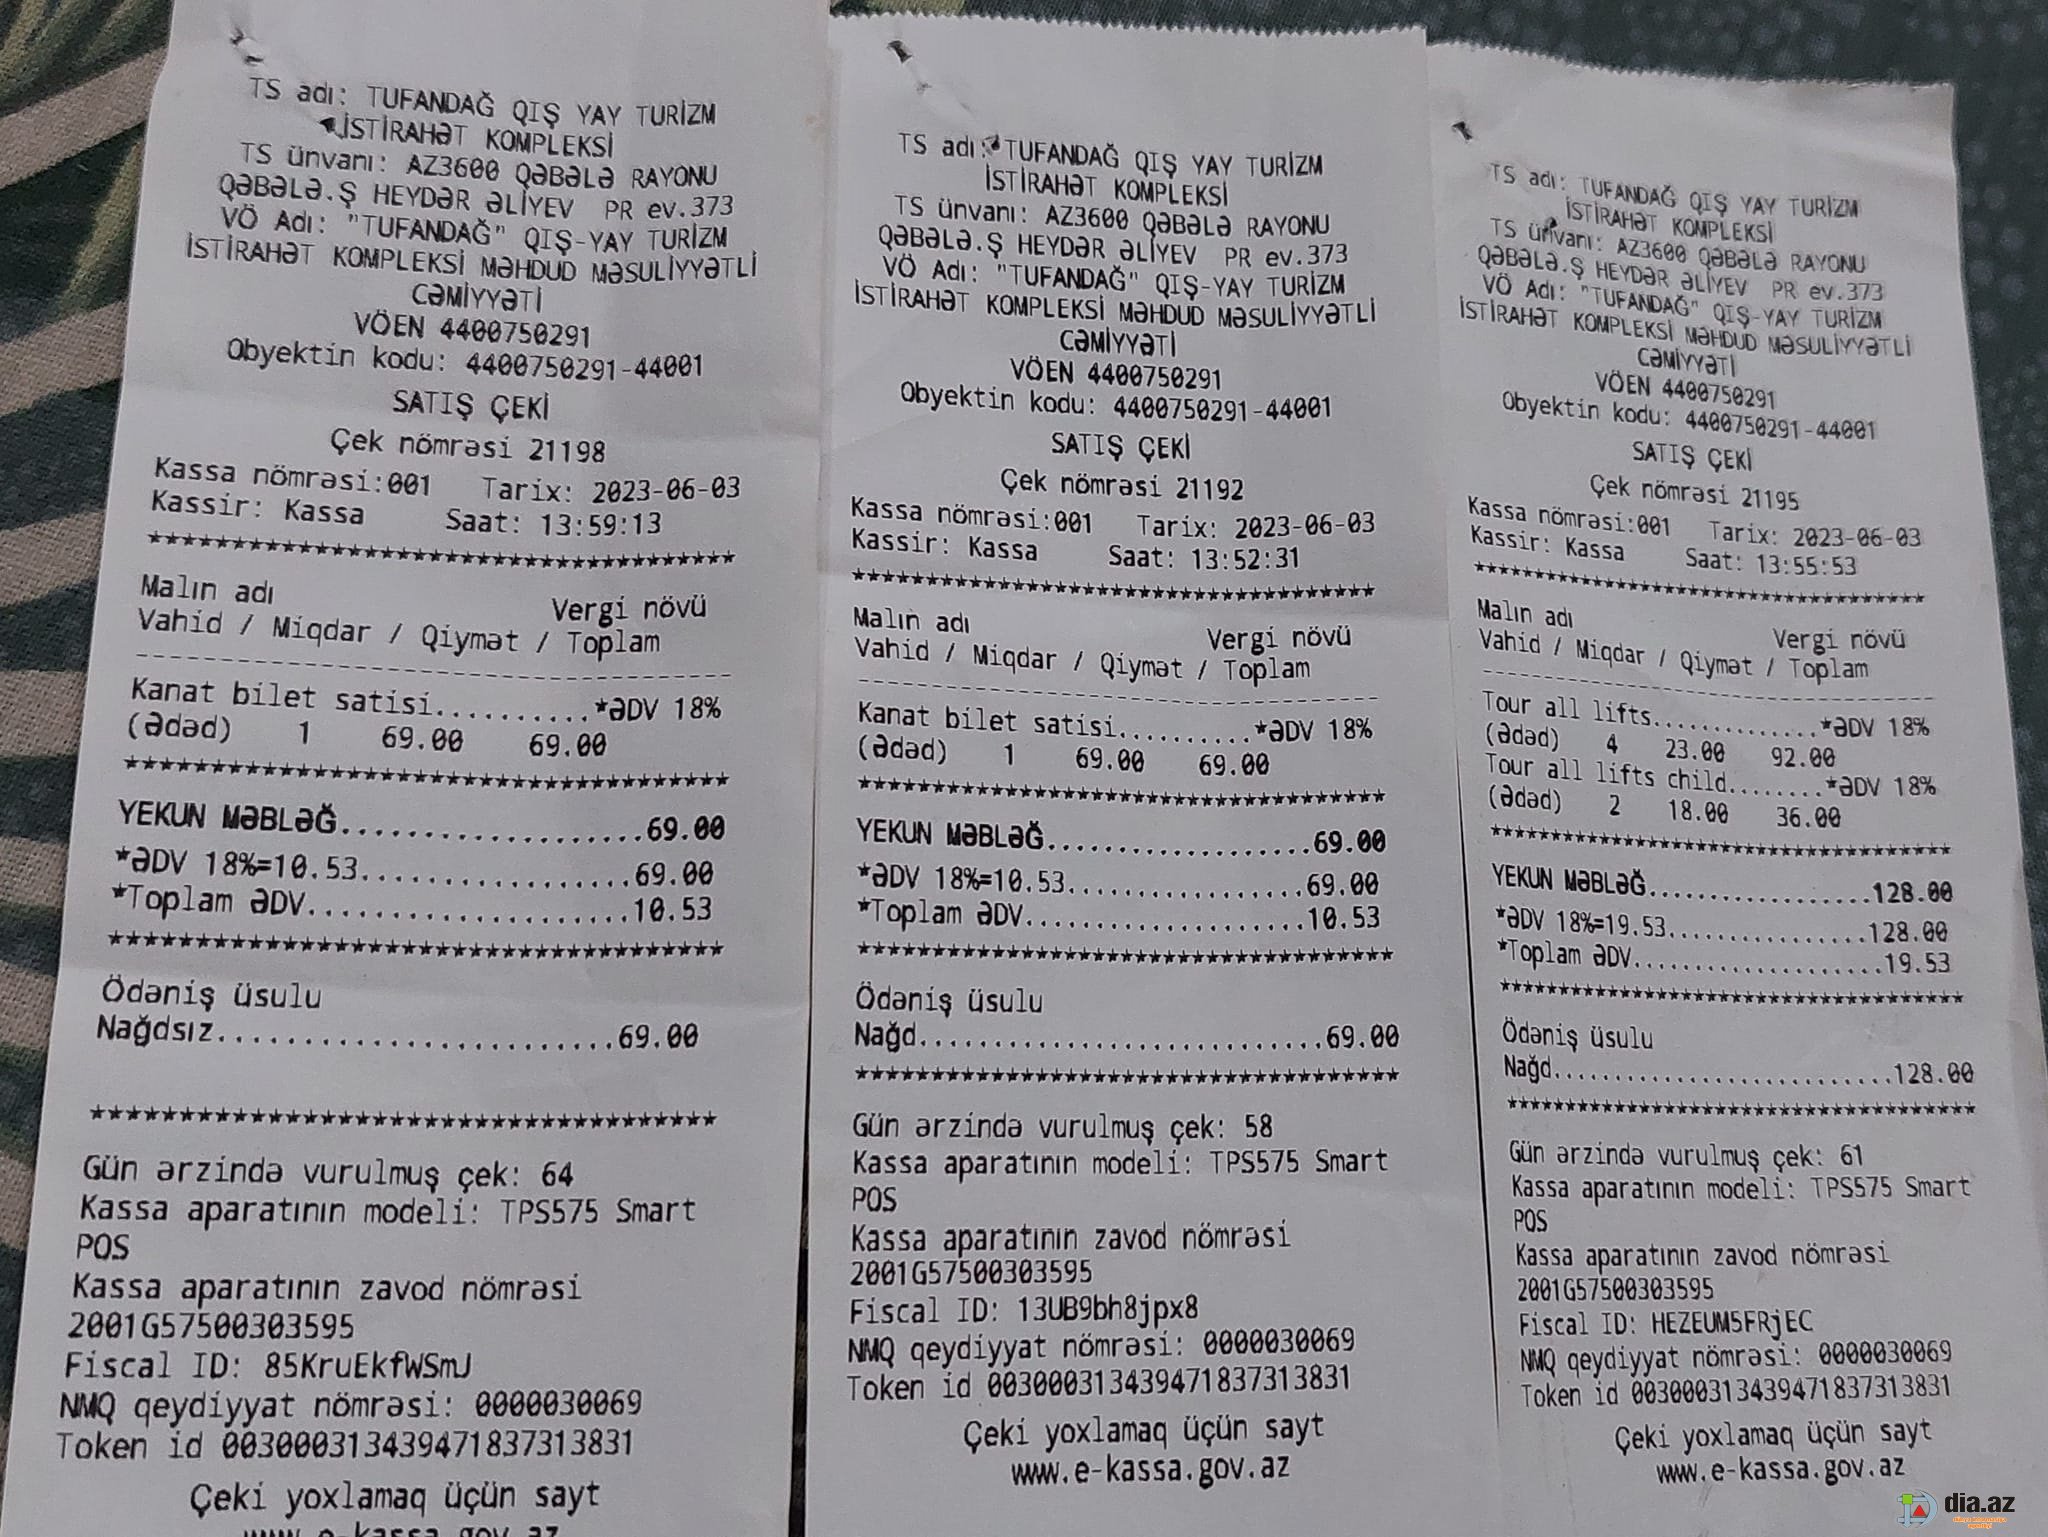 TS adı: TUFANDAĞ QIŞ YAY TURİZM
İSTİRAHƏT KOMPLEKSİ
TS ünvanı: AZ3600 QƏBƏLƏ RAYONU
QƏBƏLƏ.Ş HEYDƏR ƏLİYEV PR ev.373
VÖ Adı: "TUFANDAĞ" QIŞ-YAY TURİZM
İSTİRAHƏT KOMPLEKSİ MƏHDUD MƏSULİYYƏTLİ
CƏMİYYƏTİ
VÖEN 4400750291
Obyektin kodu: 4400750291-44001
SATIŞ ÇEKİ
Çek nömrəsi 21198
Kassa nömrəsi:001 Tarix: 2023-06-03
Kassir: Kassa Saat: 13:59:13
***********************************
Malın adı Vergi növü
Vahid / Miqdar / Qiymət / Toplam
Kanat bilet satisi..........*ƏDV 18%
(Ədəd) 1 69.00 69.00
***********************************
YEKUN MƏBLƏĞ...................69.00
*ƏDV 18%=10.53.................69.00
*Toplam ƏDV....................10.53
***********************************
Ödəniş üsulu
Nağdsız........................69.00
***********************************
Gün ərzində vurulmuş çek: 64
Kassa aparatının modeli: TPS575 Smart
POS
Kassa aparatının zavod nömrəsi
2001G57500303595
Fiscal ID: 85KruEkfWSmJ
NMQ qeydiyyat nömrəsi: 0000030069
Token id 0030003134394718373​13831
Çeki yoxlamaq üçün sayt
www.e-kassa.gov.az
TS adı: TUFANDAĞ QIŞ YAY TURİZM
İSTİRAHƏT KOMPLEKSİ
TS ünvanı: AZ3600 QƏBƏLƏ RAYONU
QƏBƏLƏ.Ş HEYDƏR ƏLİYEV PR ev.373
VÖ Adı: "TUFANDAĞ" QIŞ-YAY TURİZM
İSTİRAHƏT KOMPLEKSİ MƏHDUD MƏSULİYYƏTLİ
CƏMİYYƏTİ
VÖEN 4400750291
Obyektin kodu: 4400750291-44001
SATIŞ ÇEKİ
Çek nömrəsi 21192
Kassa nömrəsi:001 Tarix: 2023-06-03
Kassir: Kassa Saat: 13:52:31
***********************************
Malın adı Vergi növü
Vahid / Miqdar / Qiymət / Toplam
Kanat bilet satisi..........*ƏDV 18%
(Ədəd) 1 69.00 69.00
***********************************
YEKUN MƏBLƏĞ...................69.00
*ƏDV 18%=10.53.................69.00
*Toplam ƏDV....................10.53
***********************************
Ödəniş üsulu
Nağd...........................69.00
***********************************
Gün ərzində vurulmuş çek: 58
Kassa aparatının modeli: TPS575 Smart
POS
Kassa aparatının zavod nömrəsi
2001G57500303595
Fiscal ID: 13UB9bh8jpx8
NMQ qeydiyyat nömrəsi: 0000030069
Token id 003000313439471837313831
Çeki yoxlamaq üçün sayt
www.e-kassa.gov.az
TS adı: TUFANDAĞ QIŞ YAY TURİZM
İSTİRAHƏT KOMPLEKSİ
TS ünvanı: AZ3600 QƏBƏLƏ RAYONU
QƏBƏLƏ.Ş HEYDƏR ƏLİYEV PR ev.373
VÖ Adı: "TUFANDAĞ" QIŞ-YAY TURİZM
İSTİRAHƏT KOMPLEKSİ MƏHDUD MƏSULİYYƏTLİ
CƏMİYYƏTİ
VÖEN 4400750291
Obyektin kodu: 4400750291-44001
SATIŞ ÇEKİ
Çek nömrəsi 21195
Kassa nömrəsi:001 Tarix: 2023-06-03
Kassir: Kassa Saat: 13:55:53
***********************************
Malın adı Vergi növü
Vahid / Miqdar / Qiymət / Toplam
Tour all lifts..............*ƏDV 18%
(Ədəd) 4 23.00 92.00
Tour all lifts child........*ƏDV 18%
(Ədəd) 2 18.00 36.00
***********************************
YEKUN MƏBLƏĞ..................128.00
*ƏDV 18%=19.53................128.00
*Toplam ƏDV....................19.53
***********************************
Ödəniş üsulu
Nağd..........................128.00
***********************************
Gün ərzində vurulmuş çek: 61
Kassa aparatının modeli: TPS575 Smart
POS
Kassa aparatının zavod nömrəsi
2001G57500303595
Fiscal ID: HEZEUM5FRjEC
NMQ qeydiyyat nömrəsi: 0000030069
Token id 003000313439471837313831
Çeki yoxlamaq üçün sayt
www.e-kassa.gov.az
dia.az